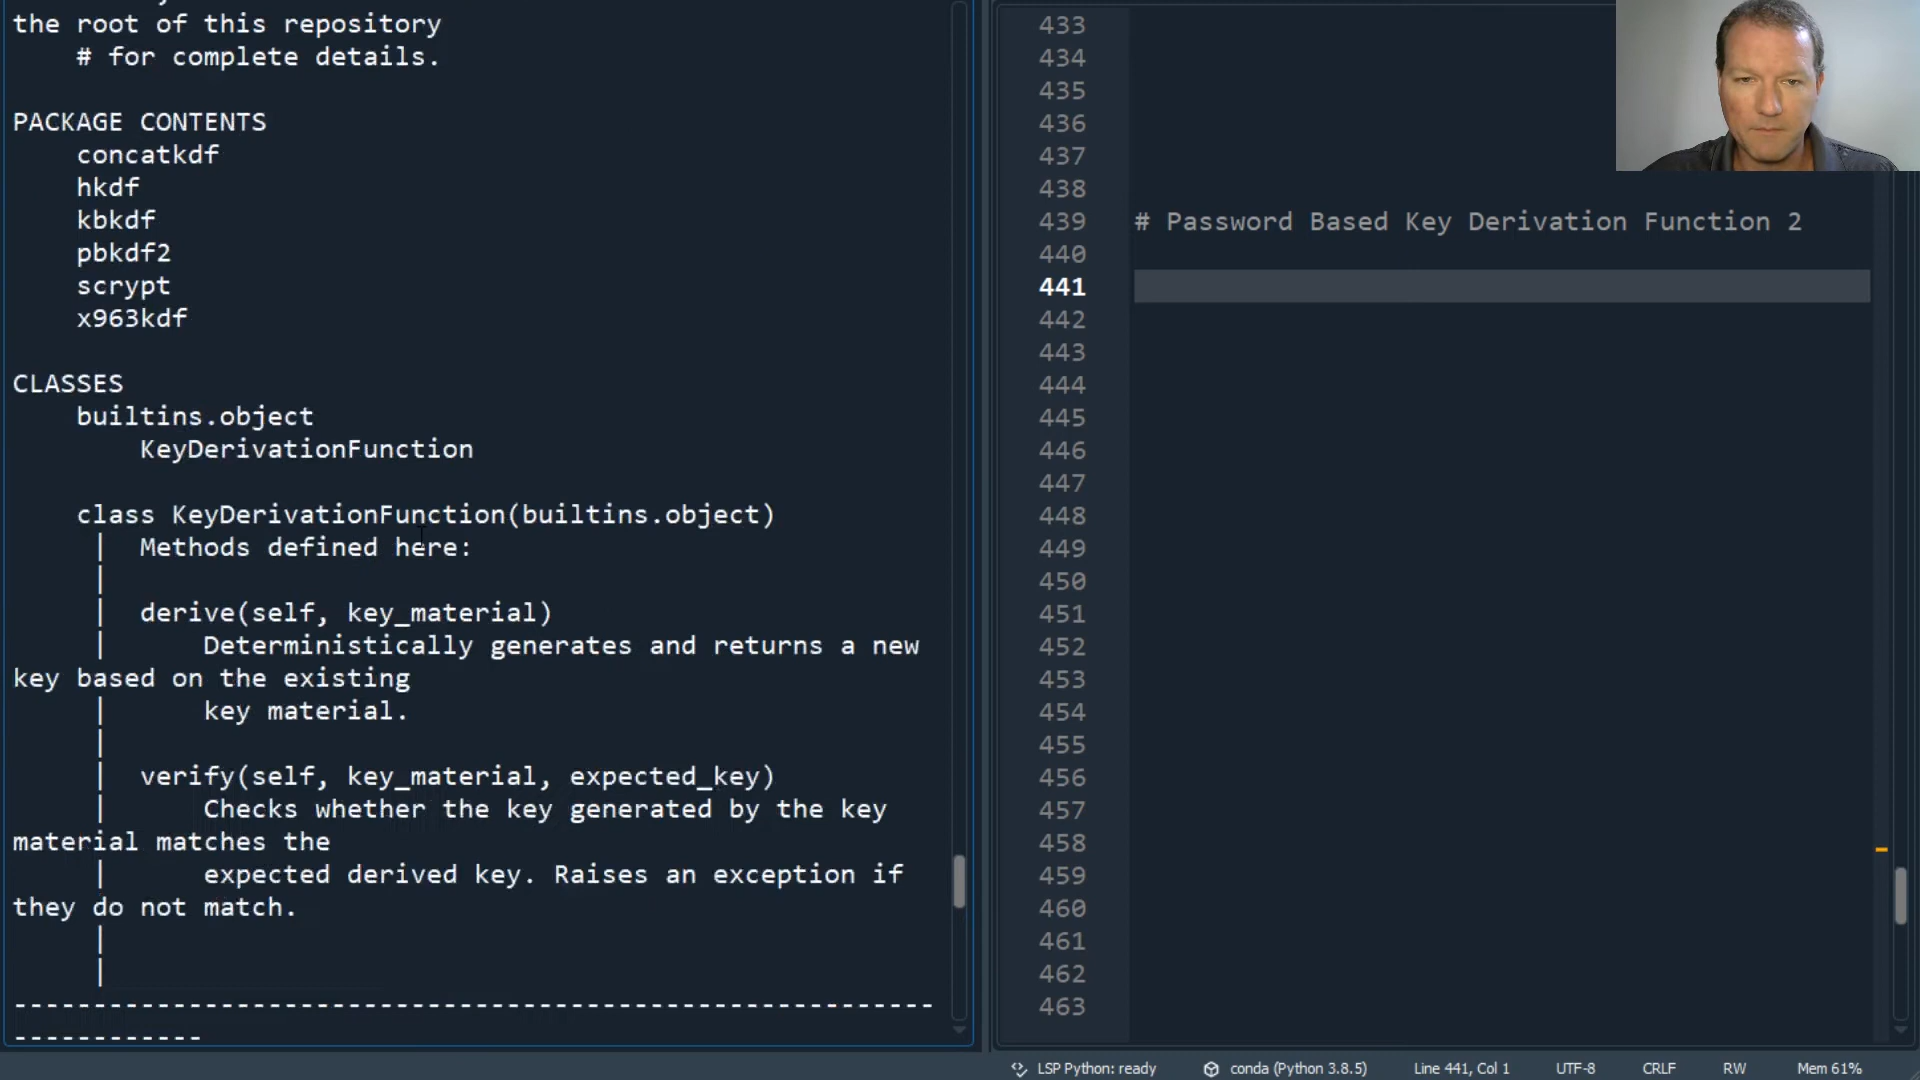 the root of this repository
# for complete details.
PACKAGE CONTENTS
concatkdf
hkdf
kbkdf
pbkdf2
scrypt
x963kdf
CLASSES
builtins.object
KeyDerivationFunction
class KeyDerivationFunction(builtins.object)
|  Methods defined here:
|
|  derive(self, key_material)
|      Deterministically generates and returns a new
key based on the existing
|      key material.
|
|  verify(self, key_material, expected_key)
|      Checks whether the key generated by the key
material matches the
|      expected derived key. Raises an exception if
they do not match.
|
|
----------------------------------------------------------
------------
433
434
435
436
437
438
439 # Password Based Key Derivation Function 2
440
441
442
443
444
445
446
447
448
449
450
451
452
453
454
455
456
457
458
459
460
461
462
463
LSP Python: ready conda (Python 3.8.5) Line 441, Col 1 UTF-8 CRLF RW Mem 61%